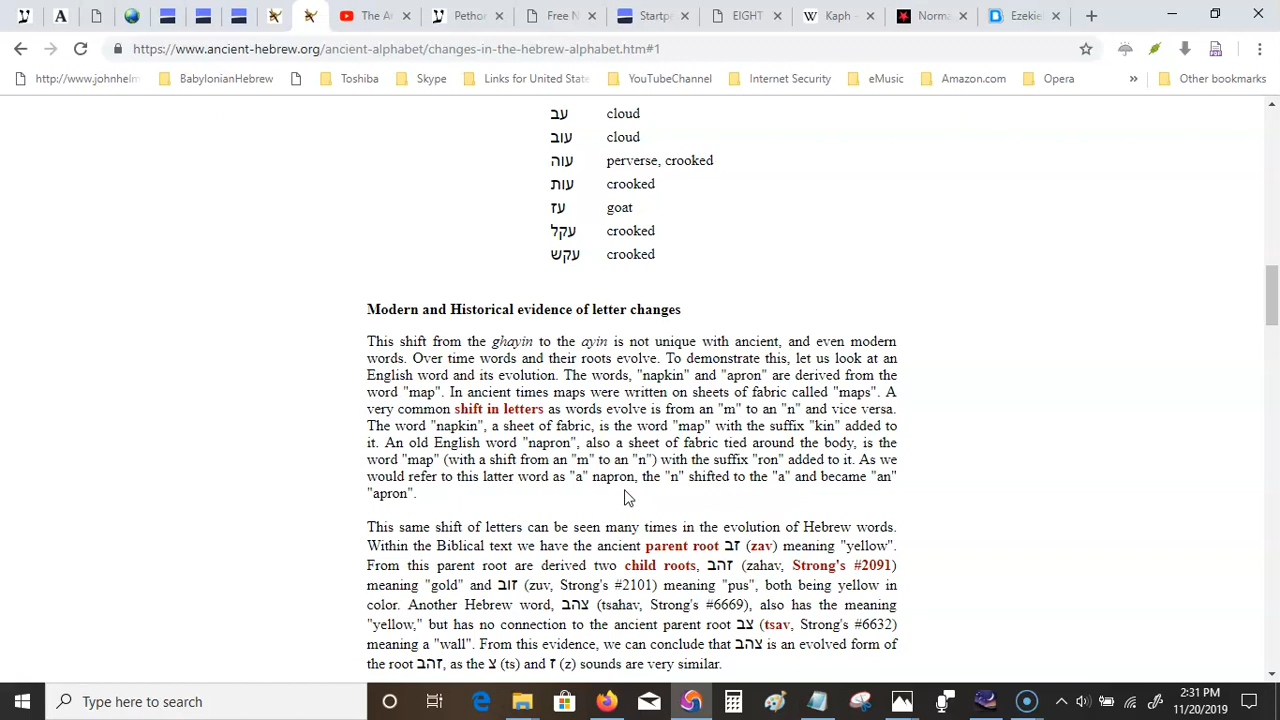 The A
Pethor
Free N
Startpa
EIGHT
Kaph -
Norma
Ezekie
https://www.ancient-hebrew.org/ancient-alphabet/changes-in-the-hebrew-alphabet.htm#1
http://www.johnhelm
BabylonianHebrew
Toshiba
Skype
Links for United State
YouTubeChannel
Internet Security
eMusic
Amazon.com
Opera
»
Other bookmarks
עב cloud
עוב cloud
עוה perverse, crooked
עות crooked
עז goat
עקל crooked
עקש crooked
Modern and Historical evidence of letter changes
This shift from the ghayin to the ayin is not unique with ancient, and even modern
words. Over time words and their roots evolve. To demonstrate this, let us look at an
English word and its evolution. The words, "napkin" and "apron" are derived from the
word "map". In ancient times maps were written on sheets of fabric called "maps". A
very common shift in letters as words evolve is from an "m" to an "n" and vice versa.
The word "napkin", a sheet of fabric, is the word "map" with the suffix "kin" added to
it. An old English word "napron", also a sheet of fabric tied around the body, is the
word "map" (with a shift from an "m" to an "n") with the suffix "ron" added to it. As we
would refer to this latter word as "a" napron, the "n" shifted to the "a" and became "an"
"apron".
This same shift of letters can be seen many times in the evolution of Hebrew words.
Within the Biblical text we have the ancient parent root זב (zav) meaning "yellow".
From this parent root are derived two child roots, זהב (zahav, Strong's #2091)
meaning "gold" and זוב (zuv, Strong's #2101) meaning "pus", both being yellow in
color. Another Hebrew word, צהב (tsahav, Strong's #6669), also has the meaning
"yellow," but has no connection to the ancient parent root צב (tsav, Strong's #6632)
meaning a "wall". From this evidence, we can conclude that צהב is an evolved form of
the root זהב, as the צ (ts) and ז (z) sounds are very similar.
Type here to search
2:31 PM
11/20/2019